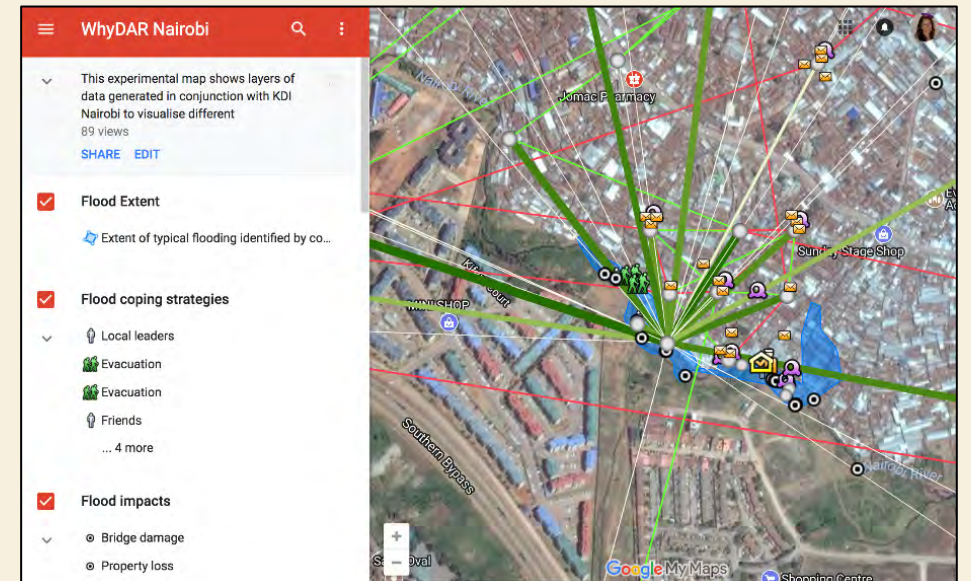 WhyDAR Nairobi
This experimental map shows layers of
data generated in conjunction with KDI
Nairobi to visualise different
89 views
SHARE EDIT
Flood Extent
Extent of typical flooding identified by co...
Flood coping strategies
Local leaders
Evacuation
Evacuation
Friends
... 4 more
Flood impacts
Bridge damage
Property loss
Jomac Pharmacy
Sunday Stage Shop
MINI SHOP
Southern Bypass
Nairobi River
Google My Maps
Shopping Centre